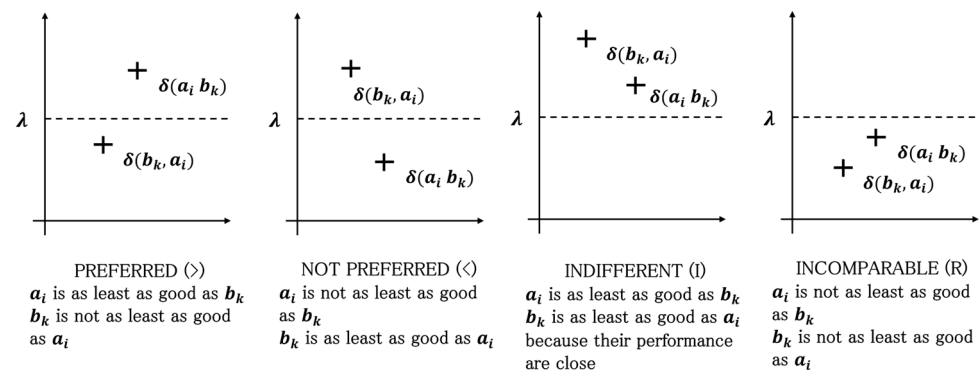 δ(aᵢ bₖ)
λ
δ(bₖ, aᵢ)
PREFERRED (>)
aᵢ is as least as good as bₖ
bₖ is not as least as good
as aᵢ
δ(bₖ, aᵢ)
δ(aᵢ bₖ)
NOT PREFERRED (<)
aᵢ is not as least as good
as bₖ
bₖ is as least as good as aᵢ
δ(bₖ, aᵢ)
δ(aᵢ bₖ)
λ
INDIFFERENT (I)
aᵢ is as least as good as bₖ
bₖ is as least as good as aᵢ
because their performance
are close
λ
δ(aᵢ bₖ)
δ(bₖ, aᵢ)
INCOMPARABLE (R)
aᵢ is not as least as good
as bₖ
bₖ is not as least as good
as aᵢ